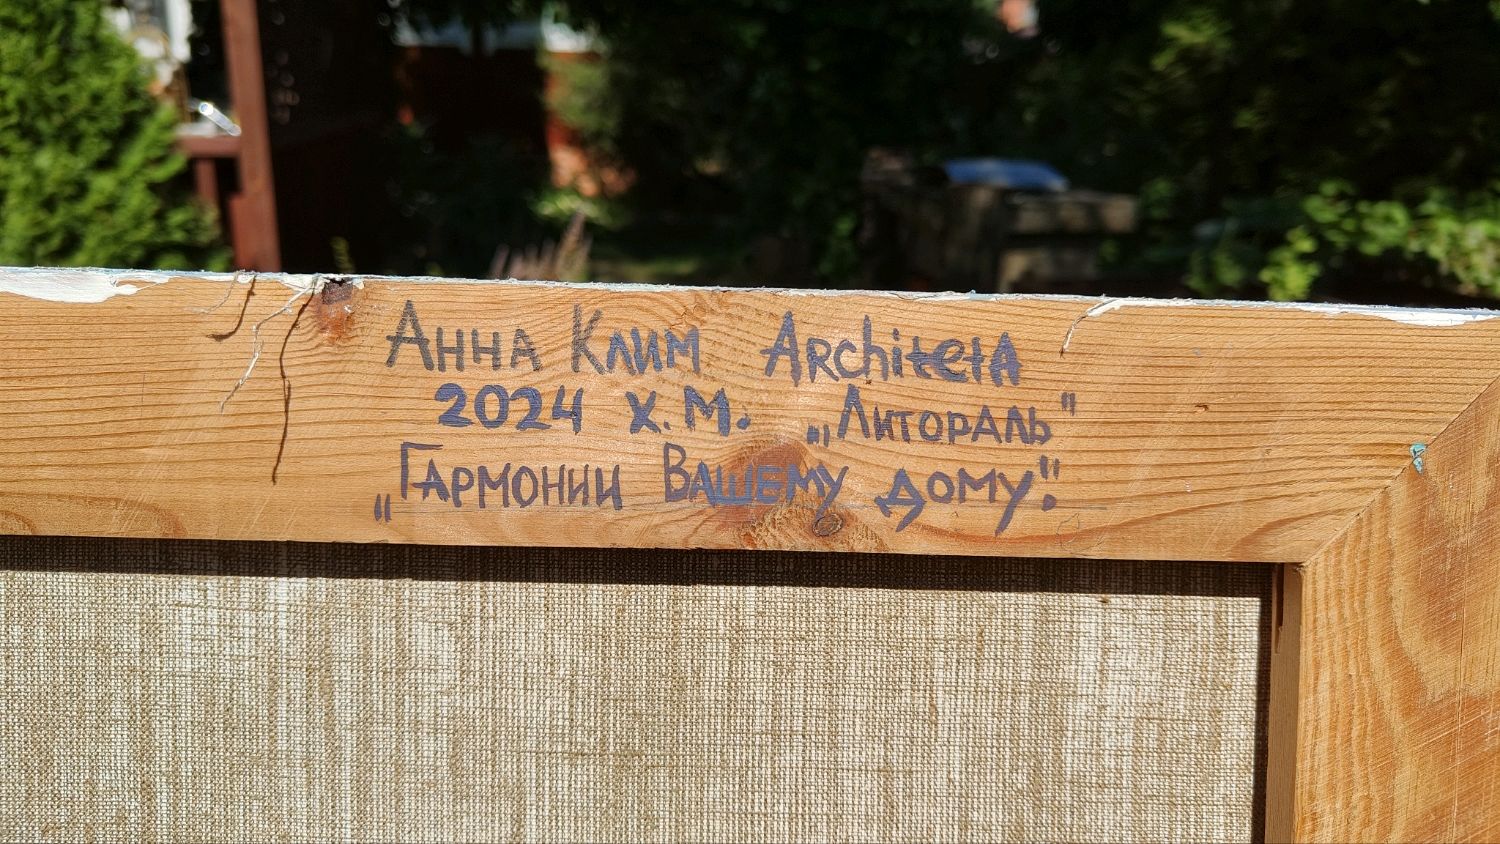 Анна Клим Architeta
2024 х.м. „Литораль"
„Гармонии Вашему дому".